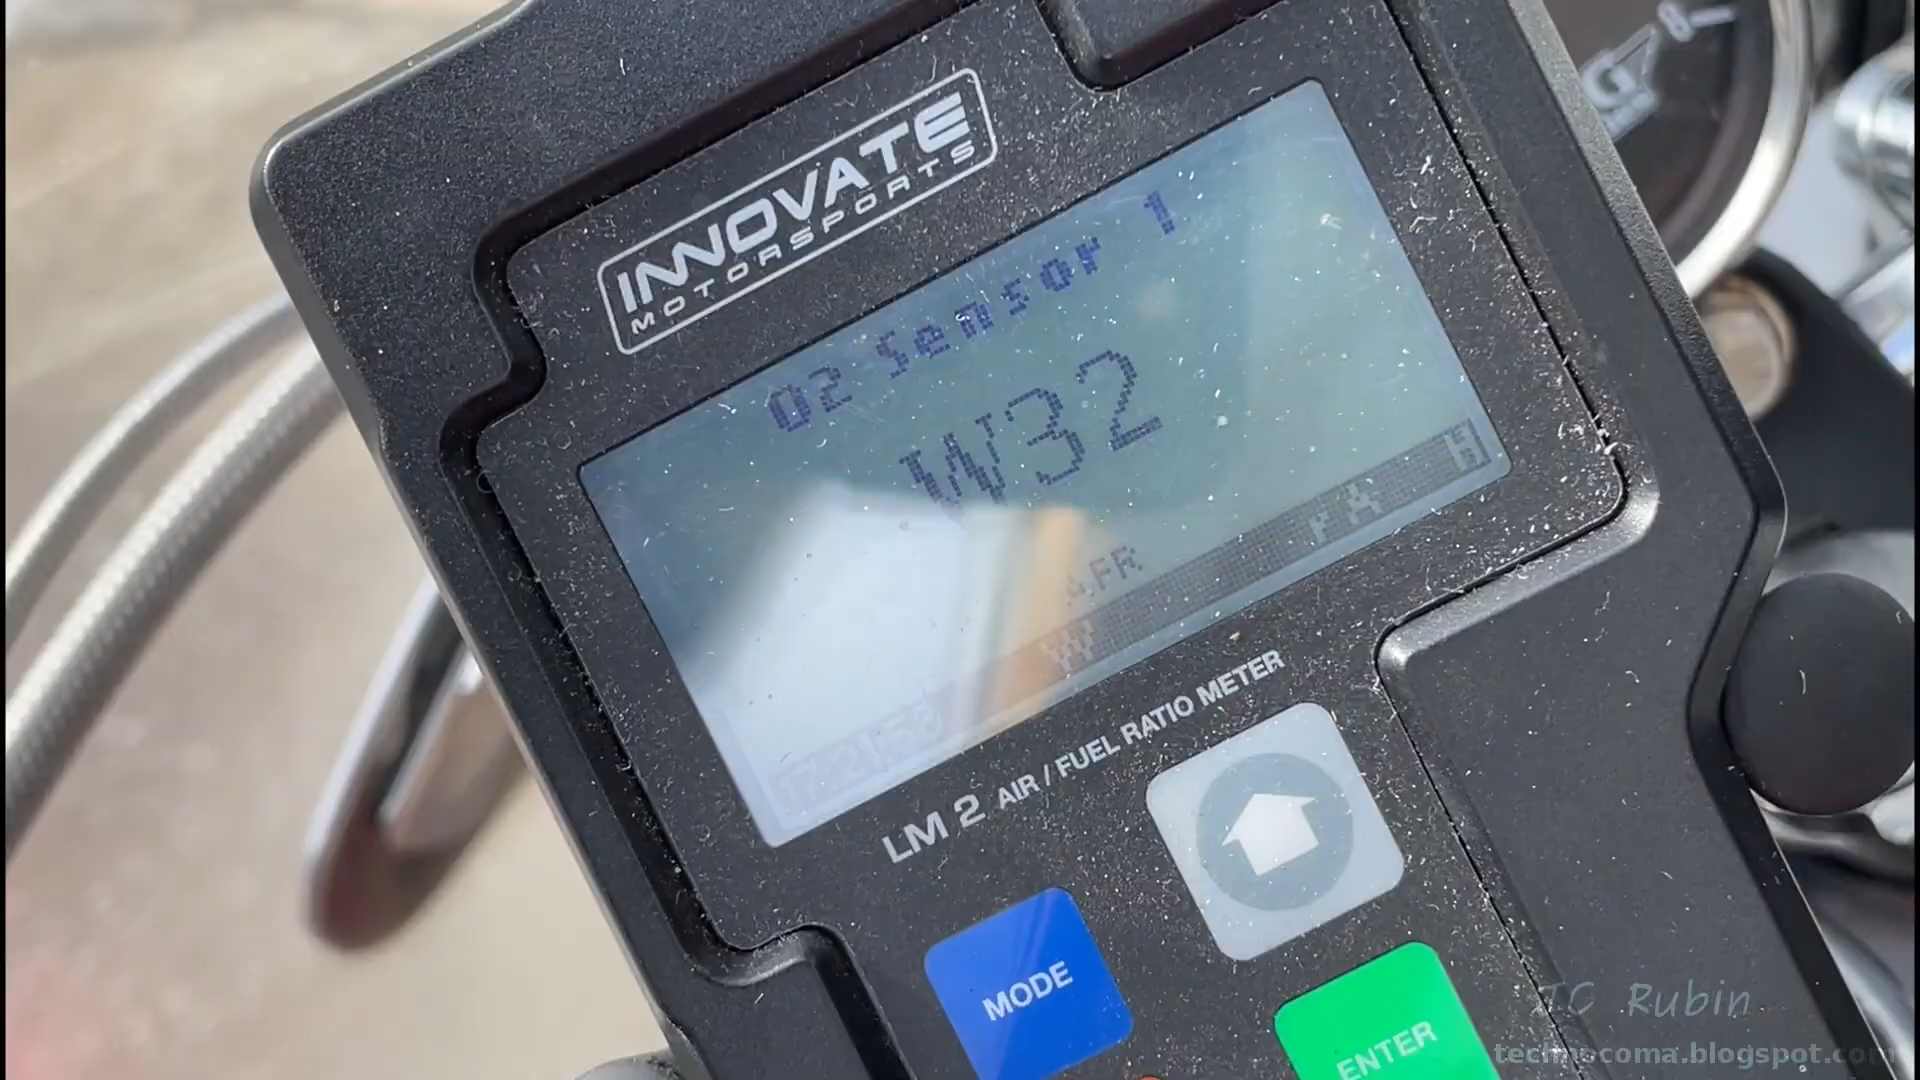 INNOVATE
MOTORSPORTS
O2 Sensor 1
W32
AFR
LM 2 AIR / FUEL RATIO METER
MODE
ENTER
JC Rubin
technocoma.blogspot.com